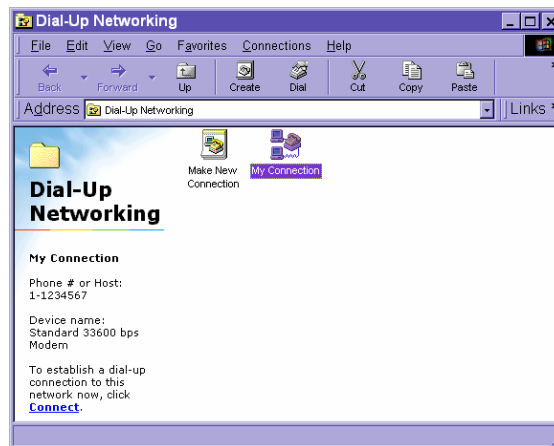 Dial-Up Networking
File Edit View Go Favorites Connections Help
Back Forward Up Create Dial Cut Copy Paste
Address Dial-Up Networking Links
Dial-Up
Networking
My Connection
Phone # or Host:
1-1234567
Device name:
Standard 33600 bps
Modem
To establish a dial-up
connection to this
network now, click
Connect.
Make New
Connection
My Connection